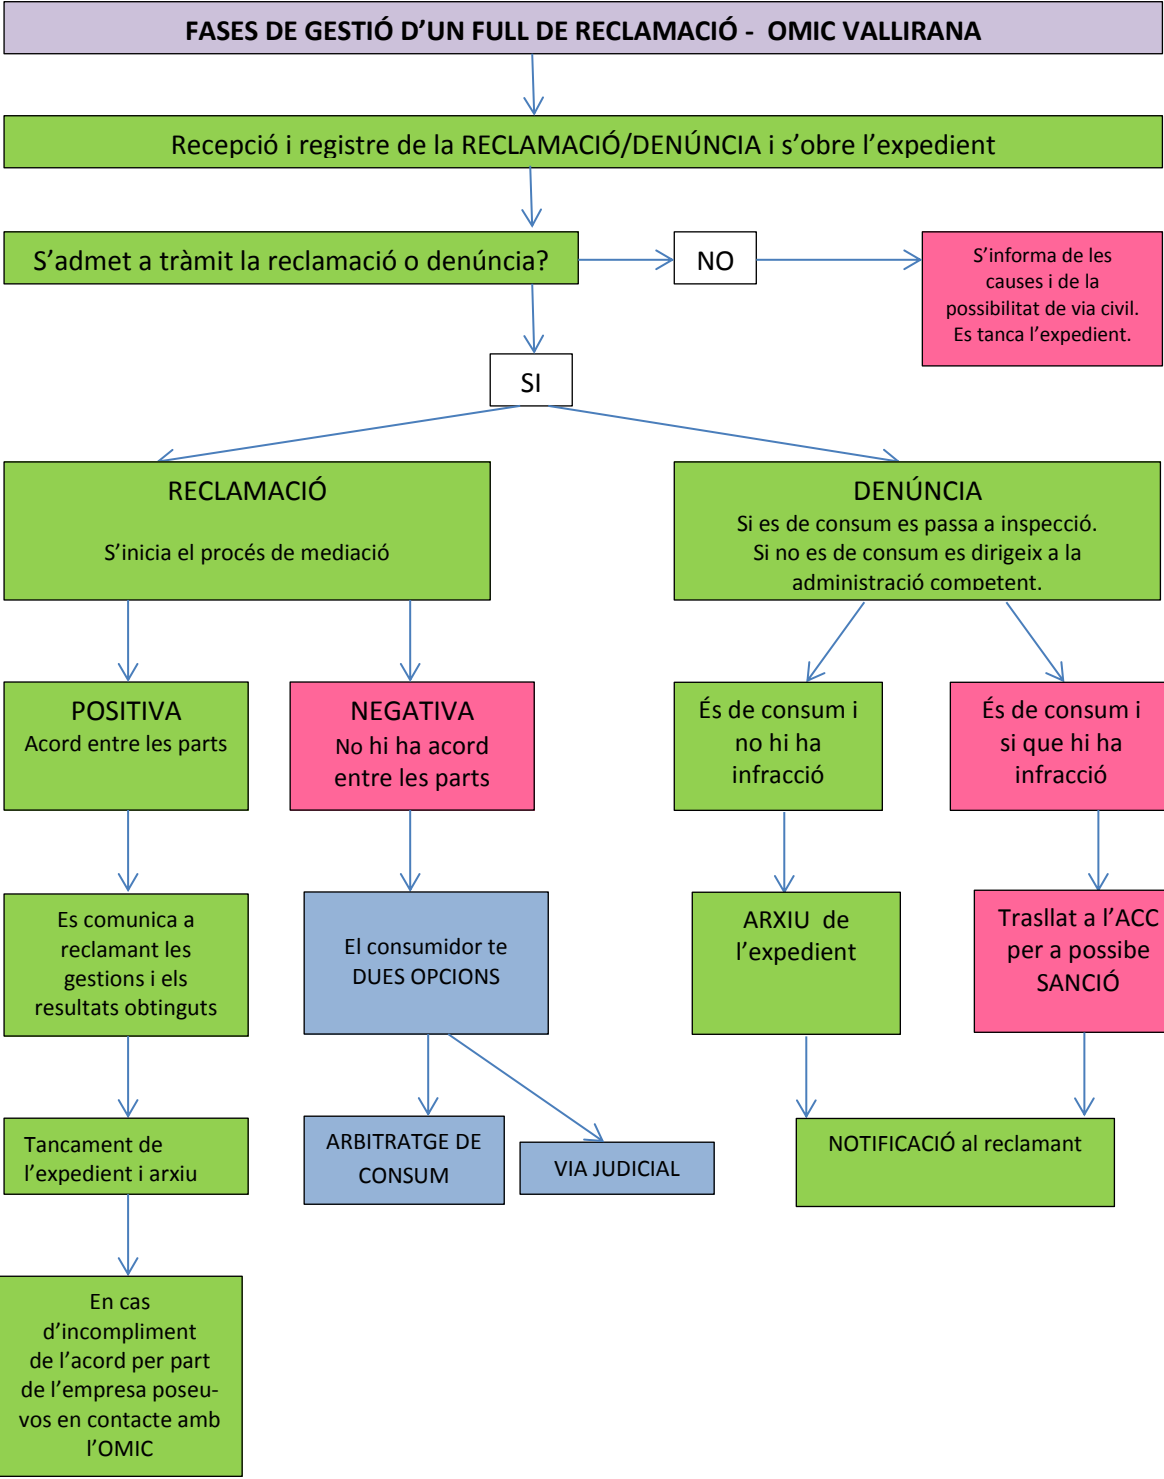 FASES DE GESTIÓ D'UN FULL DE RECLAMACIÓ - OMIC VALLIRANA
Recepció i registre de la RECLAMACIÓ/DENÚNCIA i s'obre l'expedient
S'admet a tràmit la reclamació o denúncia?
NO
S'informa de les
causes i de la
possibilitat de via civil.
Es tanca l'expedient.
SI
RECLAMACIÓ
S'inicia el procés de mediació
DENÚNCIA
Si es de consum es passa a inspecció.
Si no es de consum es dirigeix a la
administració competent.
POSITIVA
Acord entre les parts
NEGATIVA
No hi ha acord
entre les parts
És de consum i
no hi ha
infracció
És de consum i
si que hi ha
infracció
Es comunica a
reclamant les
gestions i els
resultats obtinguts
El consumidor te
DUES OPCIONS
ARXIU de
l'expedient
Trasllat a l'ACC
per a possibe
SANCIÓ
Tancament de
l'expedient i arxiu
ARBITRATGE DE
CONSUM
VIA JUDICIAL
NOTIFICACIÓ al reclamant
En cas
d'incompliment
de l'acord per part
de l'empresa poseu-
vos en contacte amb
l'OMIC